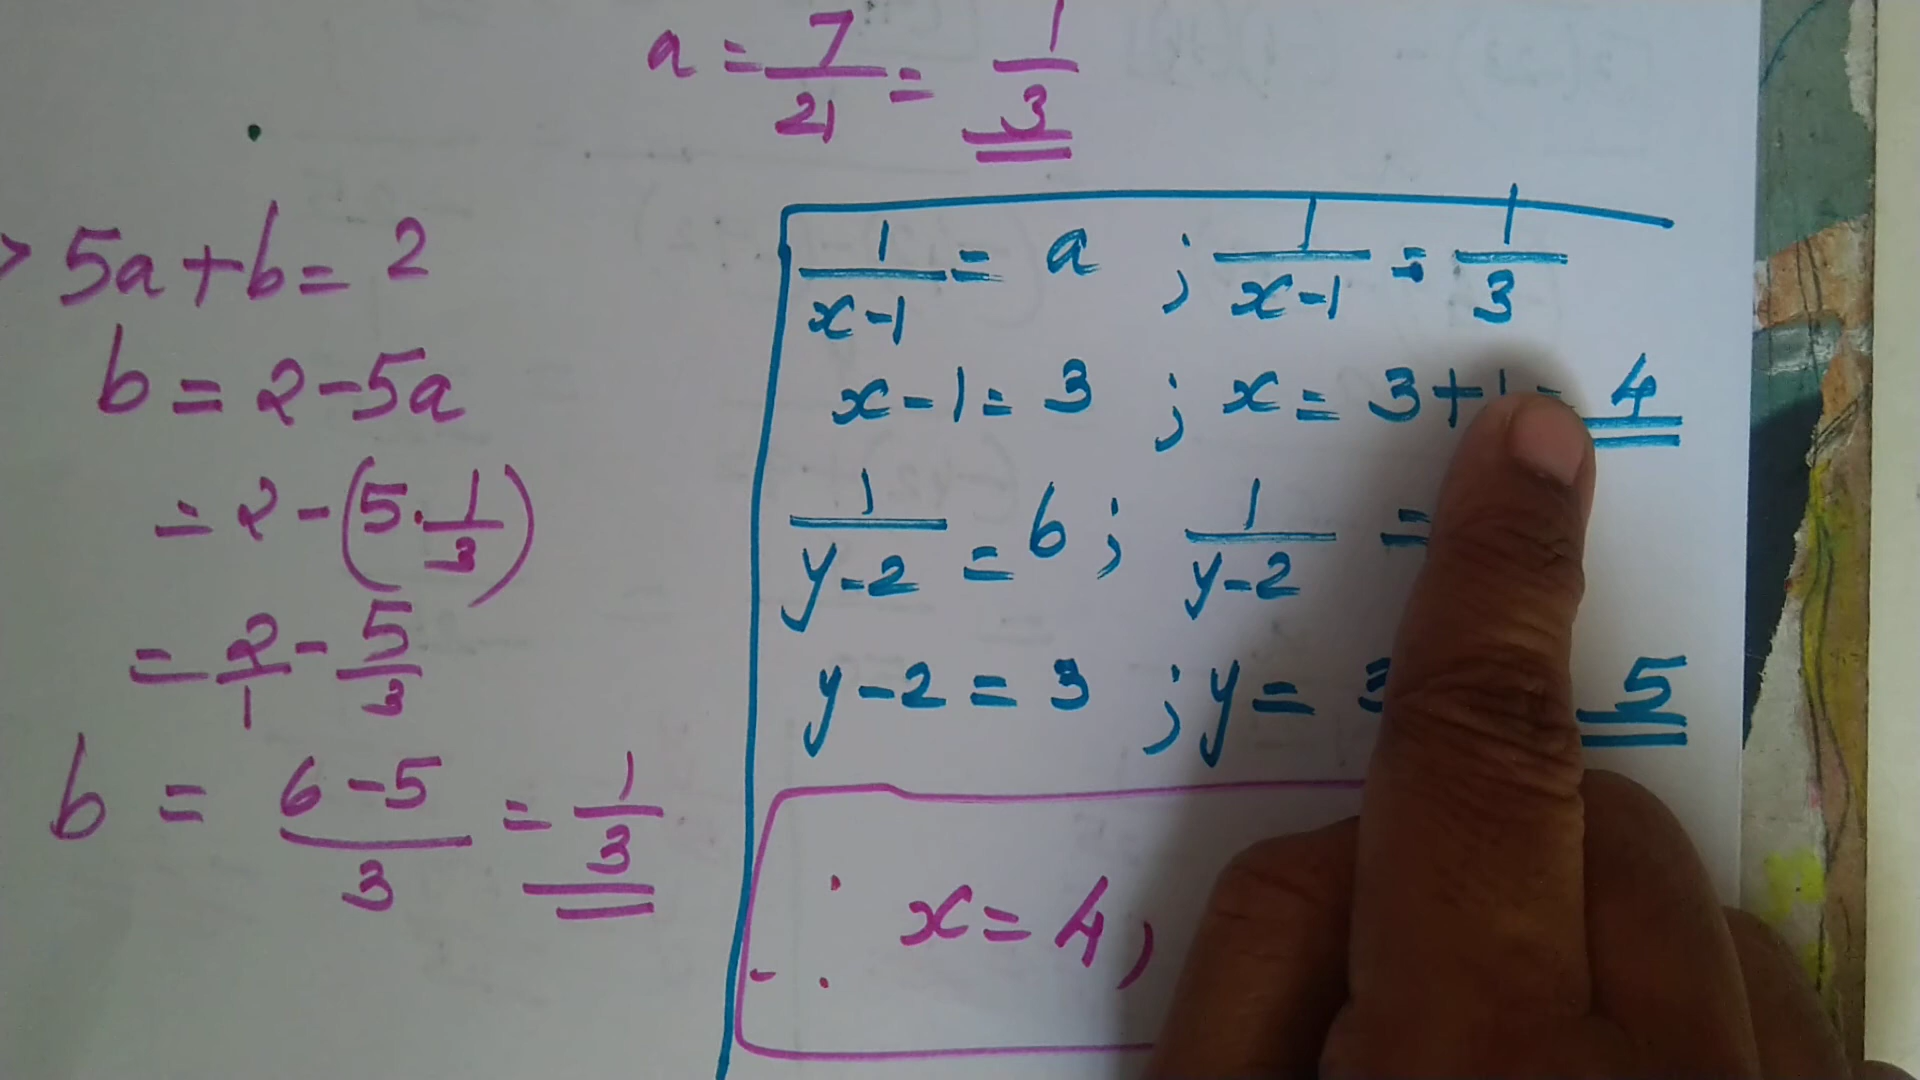 a = 7/21 = 1/3
5a + b = 2
b = 2 - 5a
= 2 - (5 · 1/3)
= 2/1 - 5/3
b = 6 - 5/3 = 1/3
1/x-1 = a ; 1/x-1 = 1/3
x - 1 = 3 ; x = 3 + 1 = 4
1/y-2 = b ; 1/y-2 =
y - 2 = 3 ; y = 3 5
x = 4,